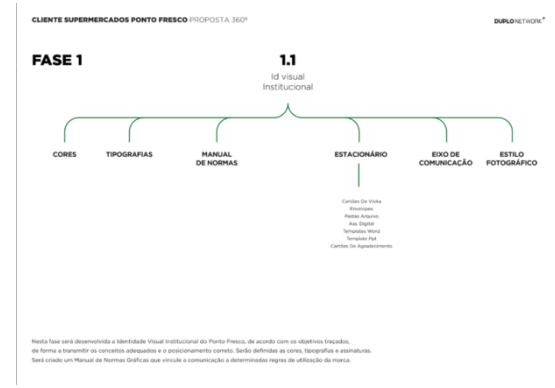 CLIENTE SUPERMERCADOS PONTO FRESCO PROPOSTA 360º
DUPLONETWORK
FASE 1
1.1
Id visual
Institucional
CORES
TIPOGRAFIAS
MANUAL
DE NORMAS
ESTACIONÁRIO
EIXO DE
COMUNICAÇÃO
ESTILO
FOTOGRÁFICO
Cartões De Visita
Envelopes
Pastas Arquivo
Ass. Digital
Templates Word
Template Ppt
Cartões De Agradecimento
Nesta fase será desenvolvida a Identidade Visual Institucional do Ponto Fresco, de acordo com os objetivos traçados,
de forma a transmitir os conceitos adequados e o posicionamento correto. Serão definidas as cores, tipografias e assinaturas.
Será criado um Manual de Normas Gráficas que vincule a comunicação a determinadas regras de utilização da marca.